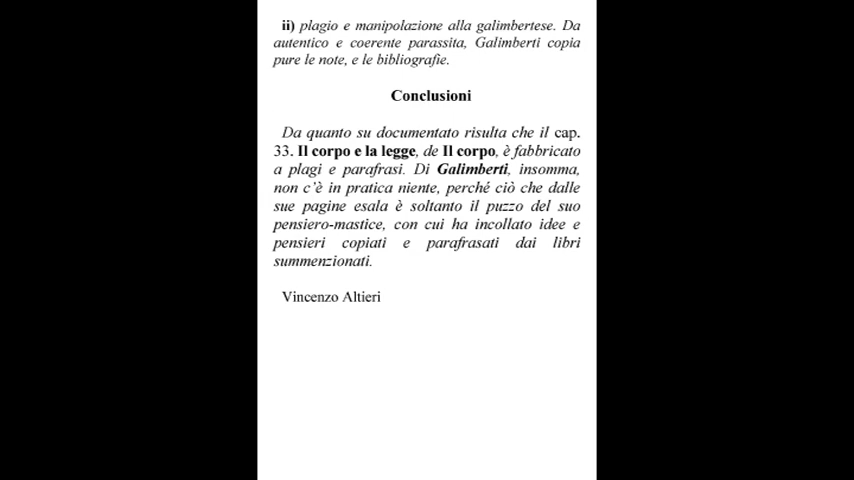 ii) plagio e manipolazione alla galimbertese. Da
autentico e coerente parassita, Galimberti copia
pure le note, e le bibliografie.
Conclusioni
Da quanto su documentato risulta che il cap.
33. Il corpo e la legge, de Il corpo, è fabbricato
a plagi e parafrasi. Di Galimberti, insomma,
non c’è in pratica niente, perché ciò che dalle
sue pagine esala è soltanto il puzzo del suo
pensiero-mastice, con cui ha incollato idee e
pensieri copiati e parafrasati dai libri
summenzionati.
Vincenzo Altieri